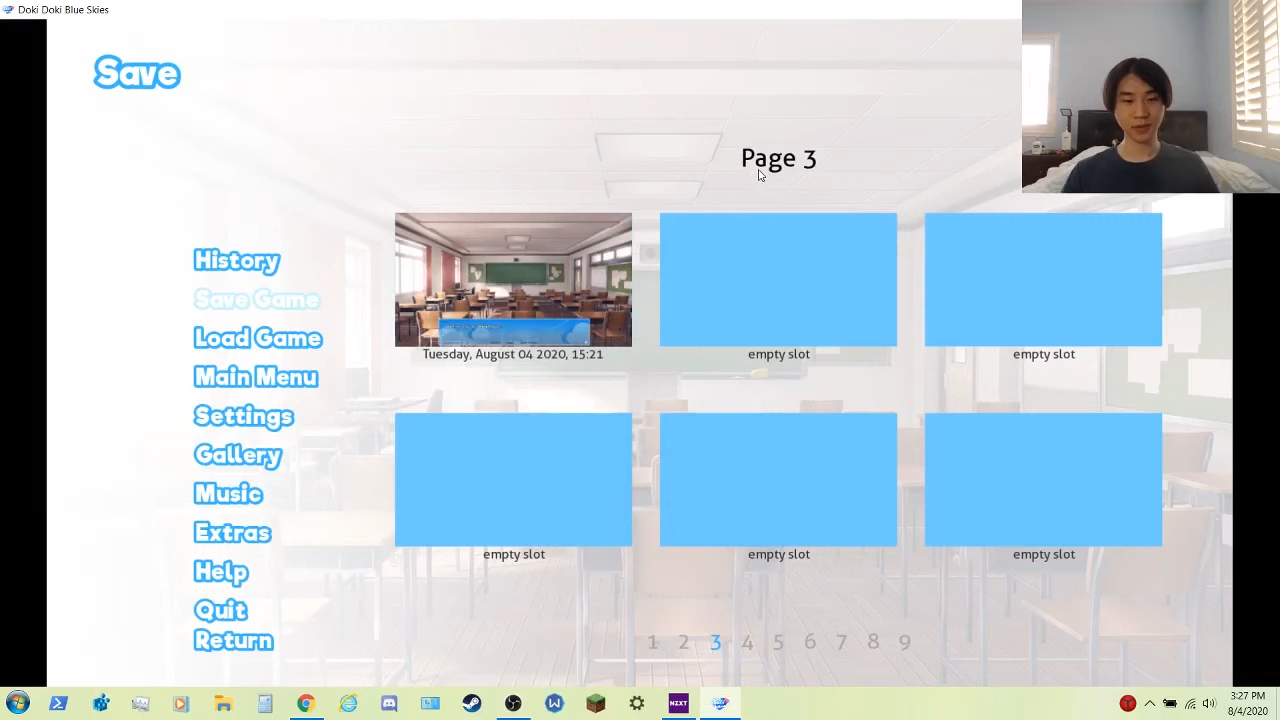 Doki Doki Blue Skies
Save
Page 3
History
Save Game
Load Game
Main Menu
Settings
Gallery
Music
Extras
Help
Quit
Return
Tuesday, August 04 2020, 15:21
empty slot
empty slot
empty slot
empty slot
empty slot
1 2 3 4 5 6 7 8 9
NZXT
3:27 PM
8/4/2020